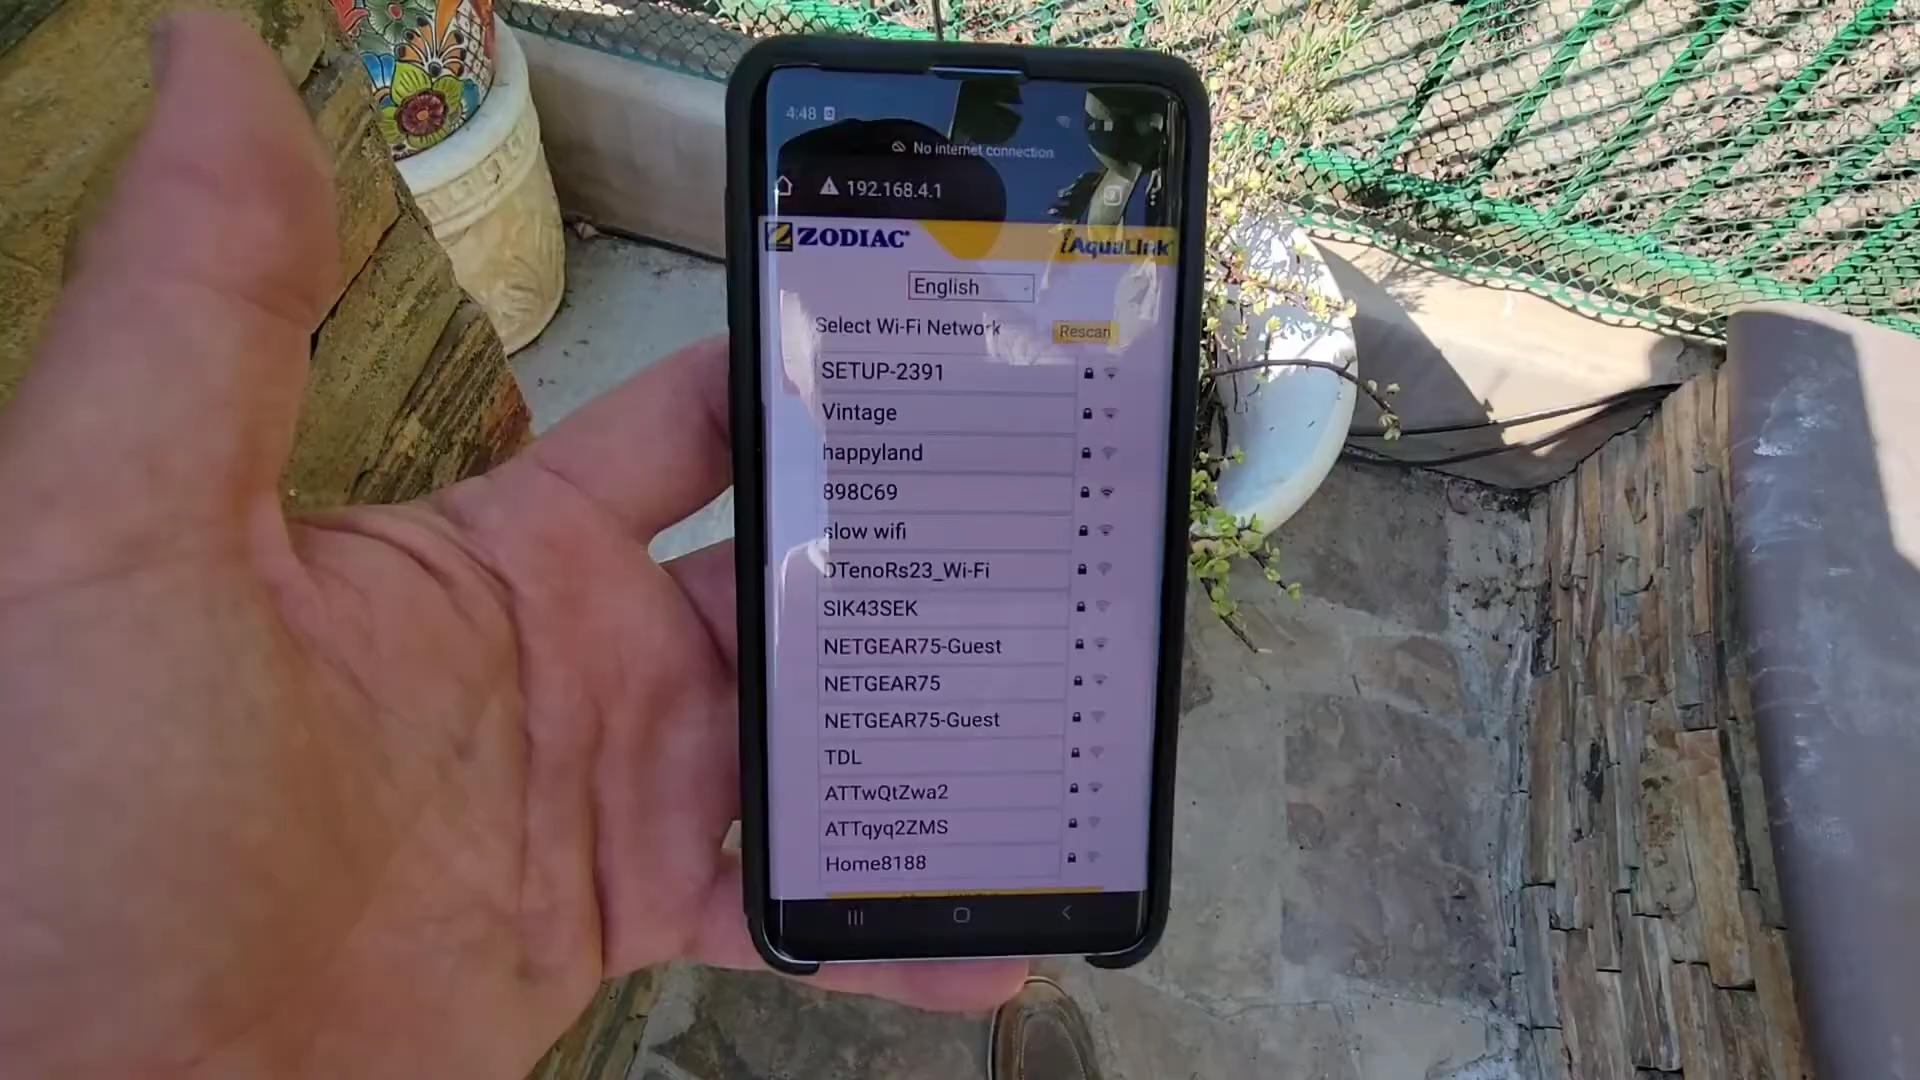 4:48
No internet connection
192.168.4.1
ZODIAC
iAquaLink
English
Select Wi-Fi Network
Rescan
SETUP-2391
Vintage
happyland
898C69
slow wifi
DTenoRs23_Wi-Fi
SIK43SEK
NETGEAR75-Guest
NETGEAR75
NETGEAR75-Guest
TDL
ATTwQtZwa2
ATTqyq2ZMS
Home8188